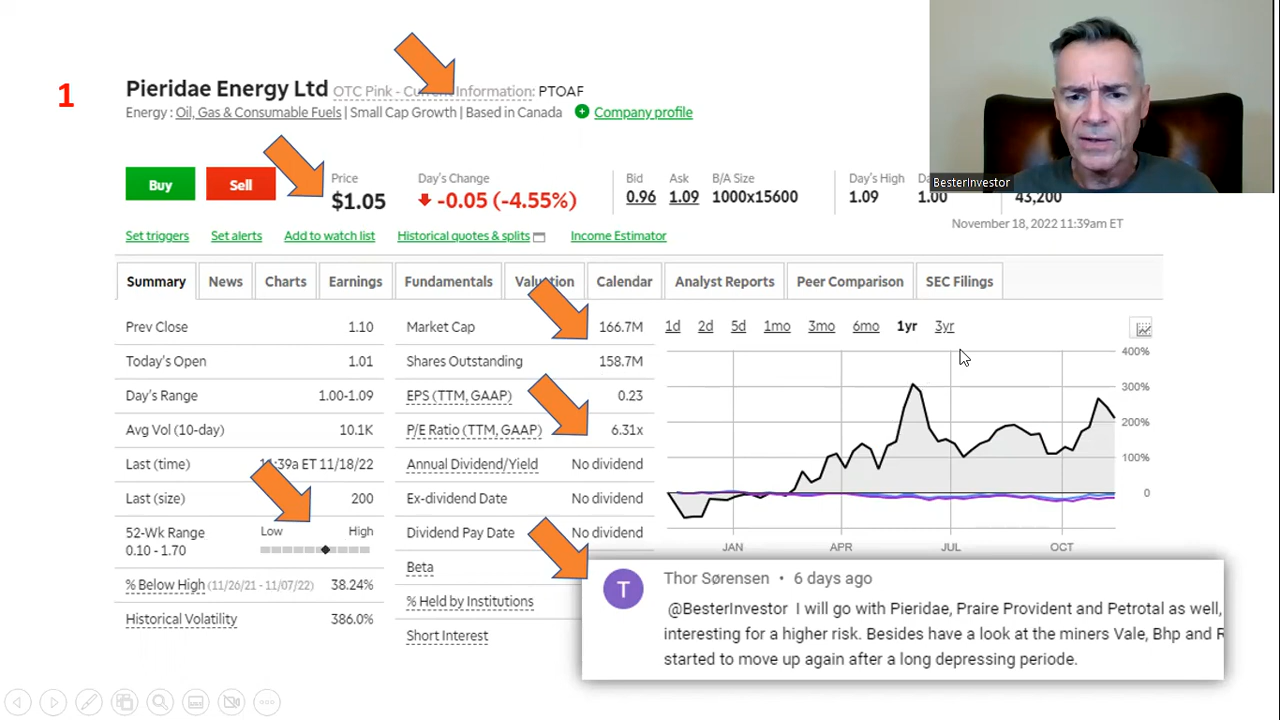 1
Pieridae Energy Ltd OTC Pink - Current Information: PTOAF
Energy : Oil, Gas & Consumable Fuels | Small Cap Growth | Based in Canada Company profile
BesterInvestor
Buy Sell
Price
$1.05
Day's Change
-0.05 (-4.55%)
Bid Ask B/A Size
0.96 1.09 1000x15600
Day's High
1.09 1.00 43,200
November 18, 2022 11:39am ET
Set triggers Set alerts Add to watch list Historical quotes & splits Income Estimator
Summary News Charts Earnings Fundamentals Valuation Calendar Analyst Reports Peer Comparison SEC Filings
Prev Close 1.10
Today's Open 1.01
Day's Range 1.00-1.09
Avg Vol (10-day) 10.1K
Last (time) 11:39a ET 11/18/22
Last (size) 200
52-Wk Range Low High
0.10 - 1.70
% Below High (11/26/21 - 11/07/22) 38.24%
Historical Volatility 386.0%
Market Cap 166.7M
Shares Outstanding 158.7M
EPS (TTM, GAAP) 0.23
P/E Ratio (TTM, GAAP) 6.31x
Annual Dividend/Yield No dividend
Ex-dividend Date No dividend
Dividend Pay Date No dividend
Beta
% Held by Institutions
Short Interest
1d 2d 5d 1mo 3mo 6mo 1yr 3yr
400%
300%
200%
100%
0
JAN APR JUL OCT
T
Thor Sørensen • 6 days ago
@BesterInvestor I will go with Pieridae, Praire Provident and Petrotal as well,
interesting for a higher risk. Besides have a look at the miners Vale, Bhp and R
started to move up again after a long depressing periode.